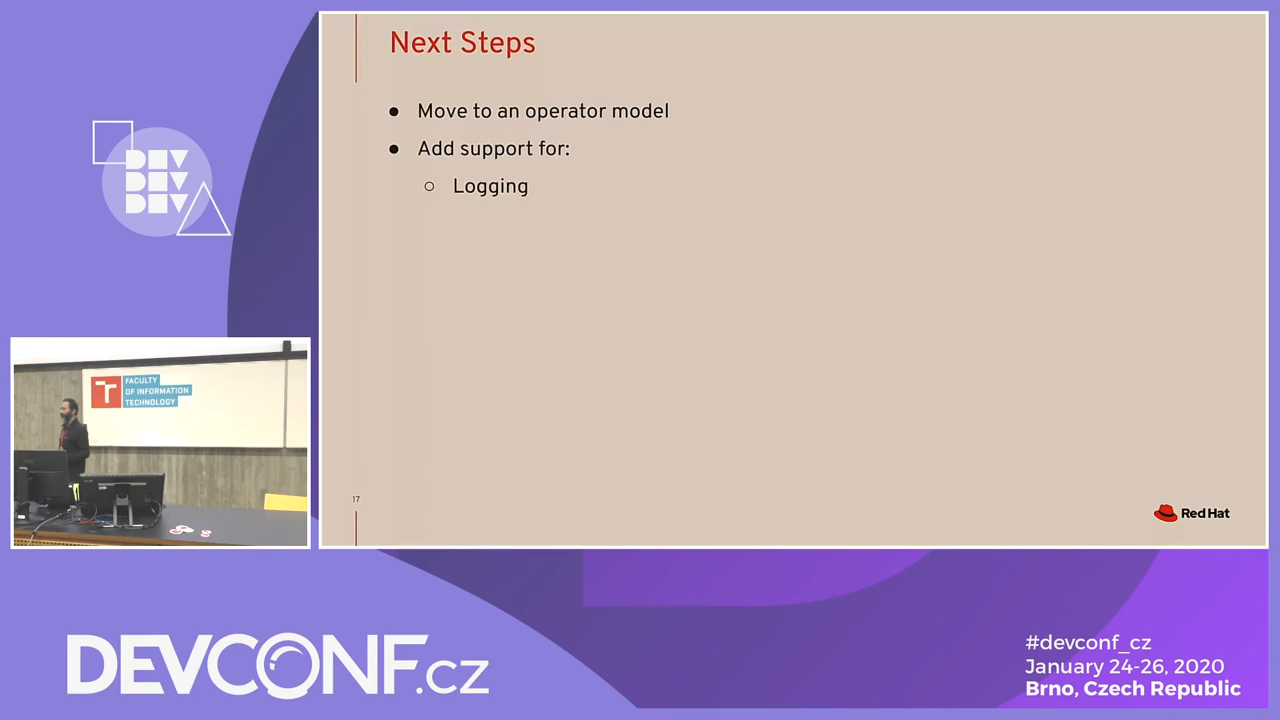 Next Steps
● Move to an operator model
● Add support for:
○ Logging
17
Red Hat
DEV
DEV
DEV
FACULTY
OF INFORMATION
TECHNOLOGY
DEVCONF.cz
#devconf_cz
January 24-26, 2020
Brno, Czech Republic